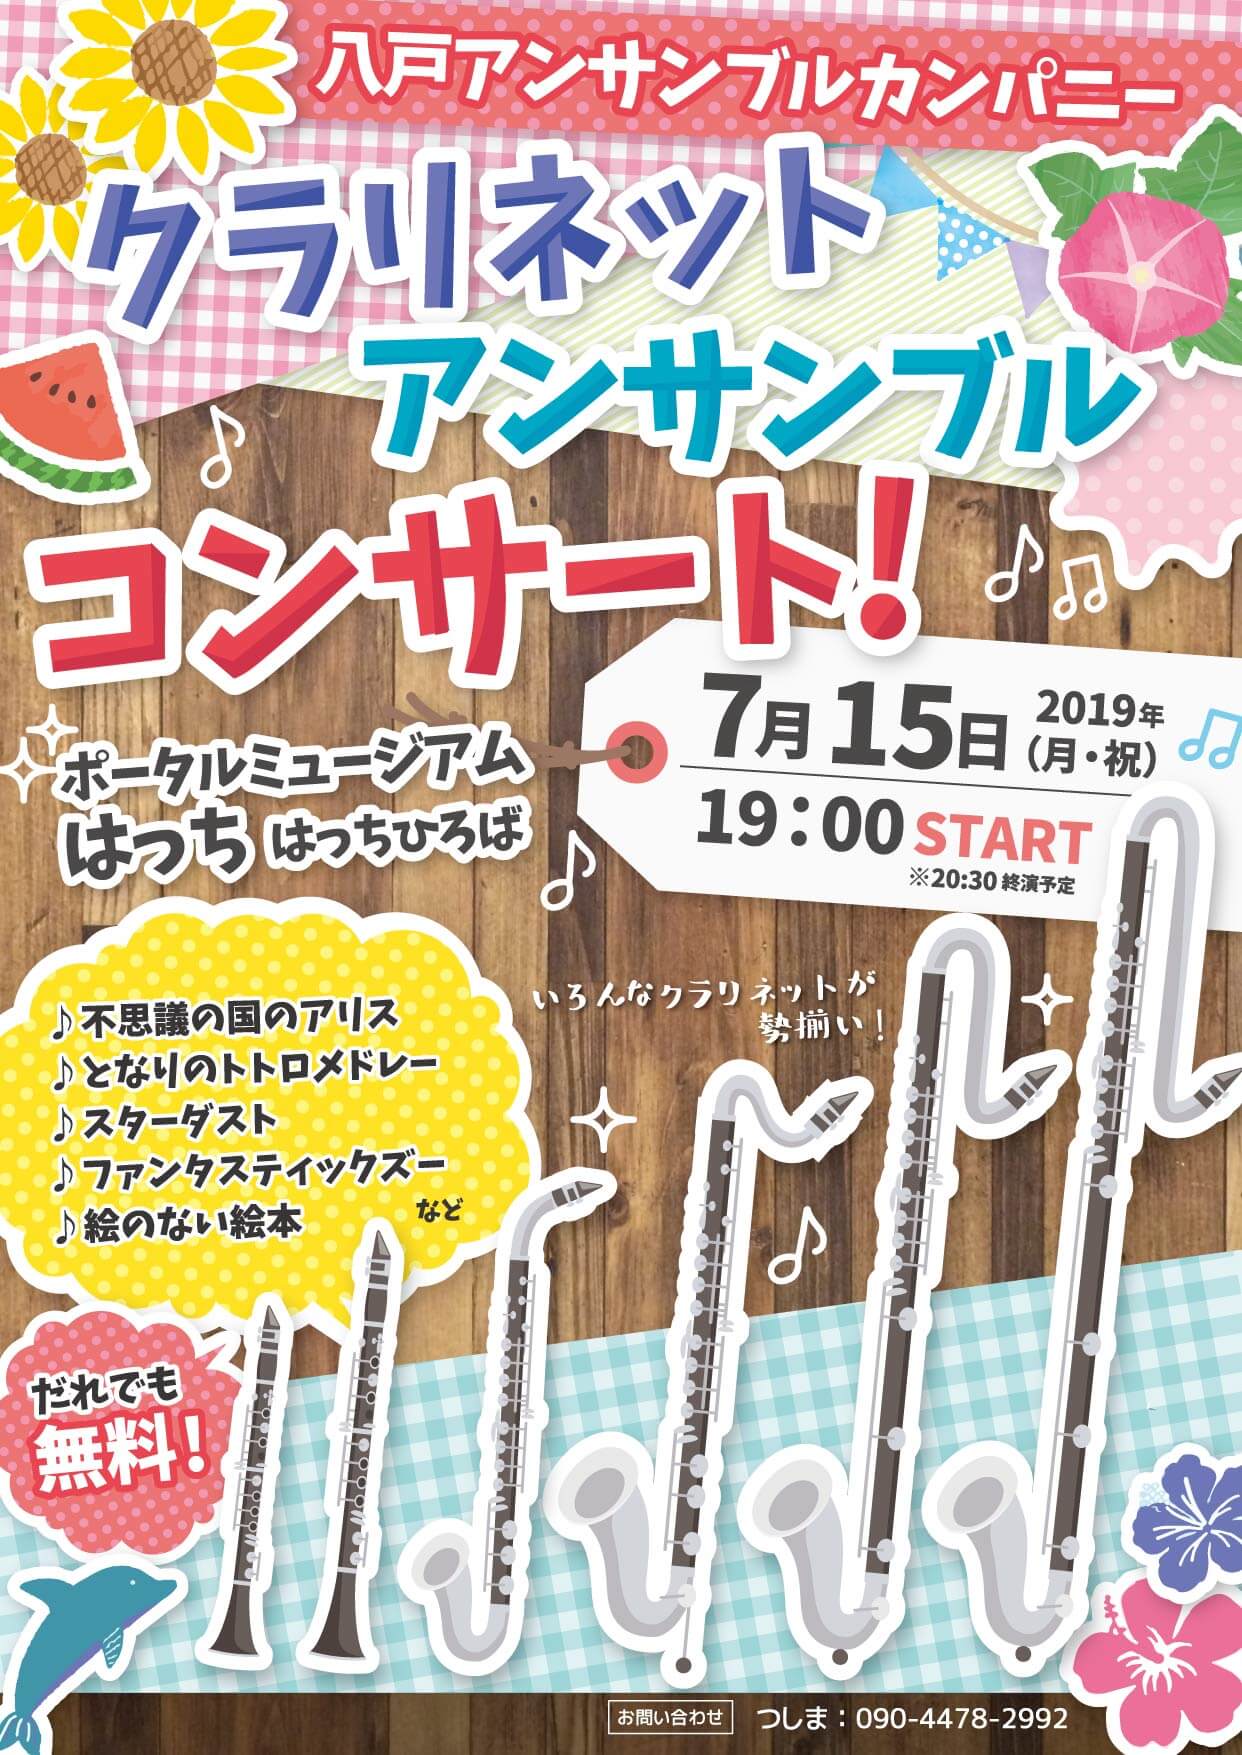 八戸アンサンブルカンパニー
クラリネット
アンサンブル
コンサート!
7月15日 2019年
(月・祝)
19:00 START
※20:30 終演予定
ポータルミュージアム
はっち はっちひろば
いろんなクラリネットが
勢揃い!
♪不思議の国のアリス
♪となりのトトロメドレー
♪スターダスト
♪ファンタスティックズー
♪絵のない絵本 など
だれでも
無料!
お問い合わせ つしま:090-4478-2992